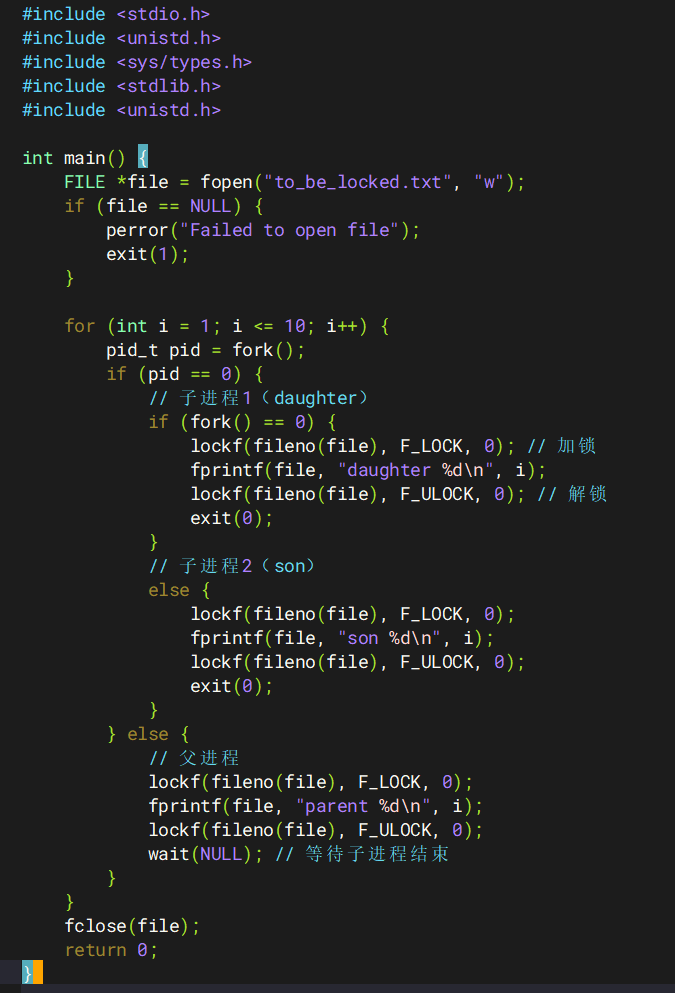 #include <stdio.h>
#include <unistd.h>
#include <sys/types.h>
#include <stdlib.h>
#include <unistd.h>
int main() {
    FILE *file = fopen("to_be_locked.txt", "w");
    if (file == NULL) {
        perror("Failed to open file");
        exit(1);
    }
    for (int i = 1; i <= 10; i++) {
        pid_t pid = fork();
        if (pid == 0) {
            // 子进程1（daughter）
            if (fork() == 0) {
                lockf(fileno(file), F_LOCK, 0); // 加锁
                fprintf(file, "daughter %d\n", i);
                lockf(fileno(file), F_ULOCK, 0); // 解锁
                exit(0);
            }
            // 子进程2（son）
            else {
                lockf(fileno(file), F_LOCK, 0);
                fprintf(file, "son %d\n", i);
                lockf(fileno(file), F_ULOCK, 0);
                exit(0);
            }
        } else {
            // 父进程
            lockf(fileno(file), F_LOCK, 0);
            fprintf(file, "parent %d\n", i);
            lockf(fileno(file), F_ULOCK, 0);
            wait(NULL); // 等待子进程结束
        }
    }
    fclose(file);
    return 0;
}